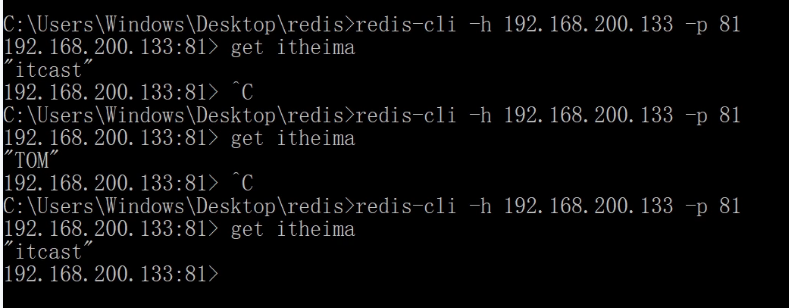 C:\Users\Windows\Desktop\redis>redis-cli -h 192.168.200.133 -p 81
192.168.200.133:81> get itheima
"itcast"
192.168.200.133:81> ^C
C:\Users\Windows\Desktop\redis>redis-cli -h 192.168.200.133 -p 81
192.168.200.133:81> get itheima
"TOM"
192.168.200.133:81> ^C
C:\Users\Windows\Desktop\redis>redis-cli -h 192.168.200.133 -p 81
192.168.200.133:81> get itheima
"itcast"
192.168.200.133:81>